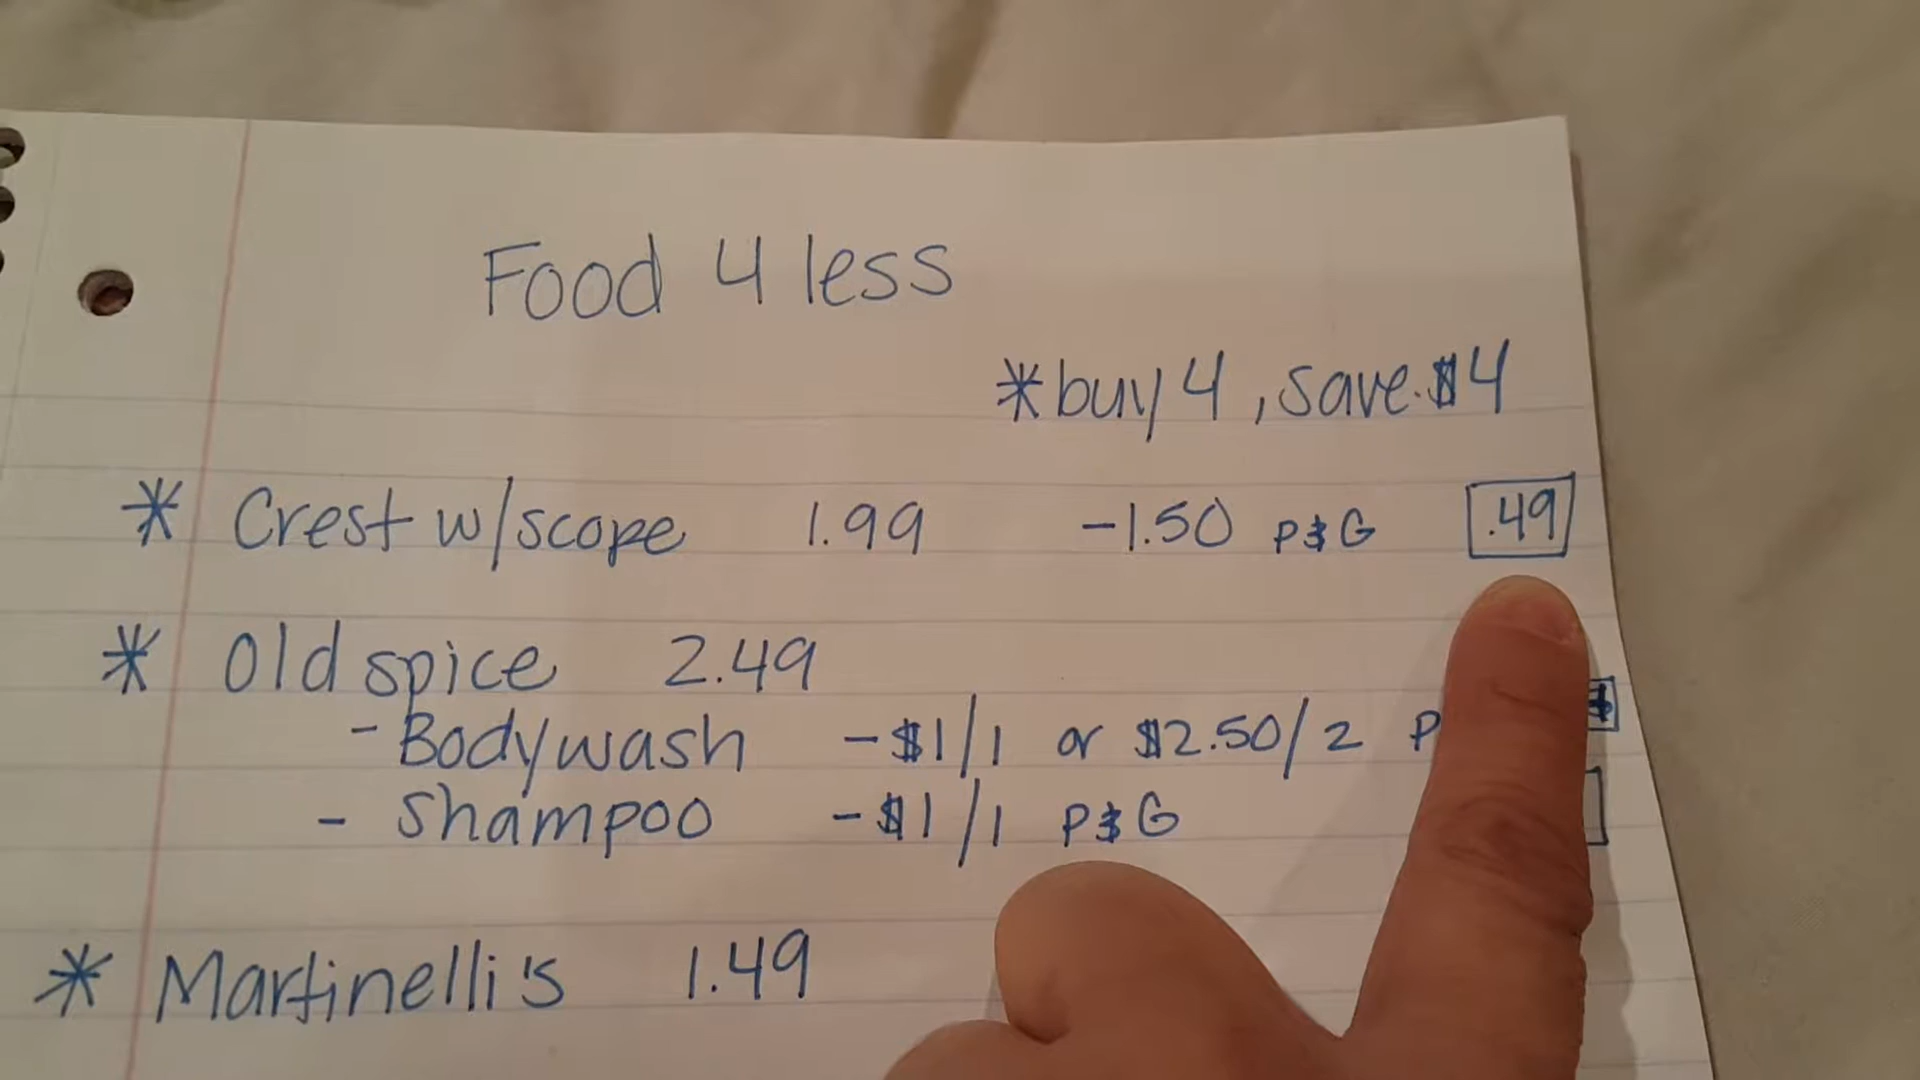 Food 4 less
*buy 4, save $4
* Crest w/scope 1.99 -1.50 P&G .49
* Old spice 2.49
- Bodywash -$1/1 or $2.50/2 P
- Shampoo -$1/1 P&G
* Martinelli's 1.49